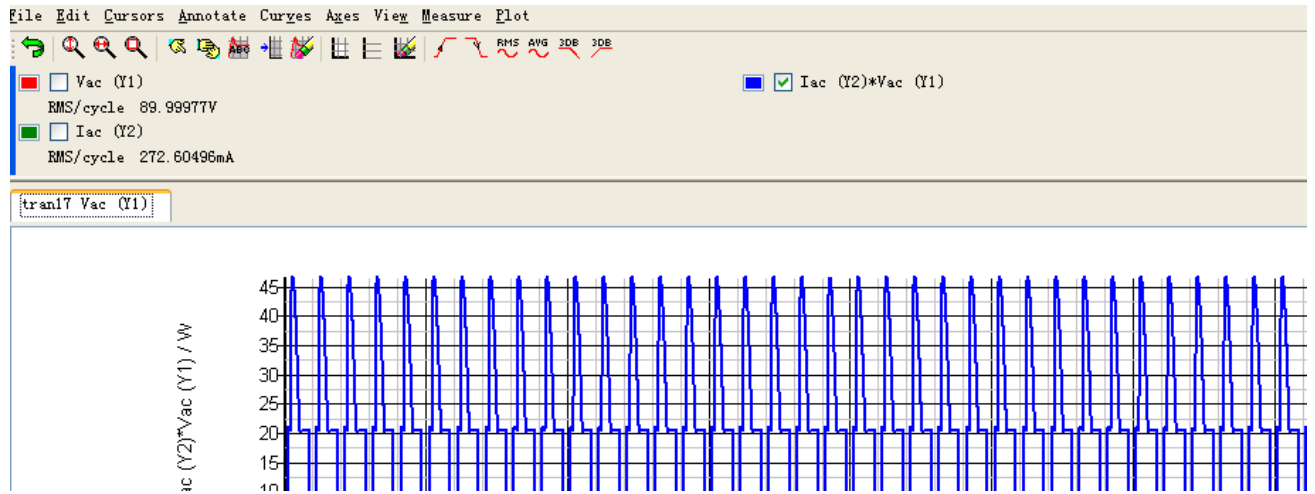 File Edit Cursors Annotate Curves Axes View Measure Plot
ABC RMS AVG 3DB 3DB
Vac (Y1)
RMS/cycle 89.99977V
Iac (Y2)
RMS/cycle 272.60496mA
Iac (Y2)*Vac (Y1)
tran17 Vac (Y1)
45
40
35
30
25
20
15
10
ac (Y2)*Vac (Y1) / W